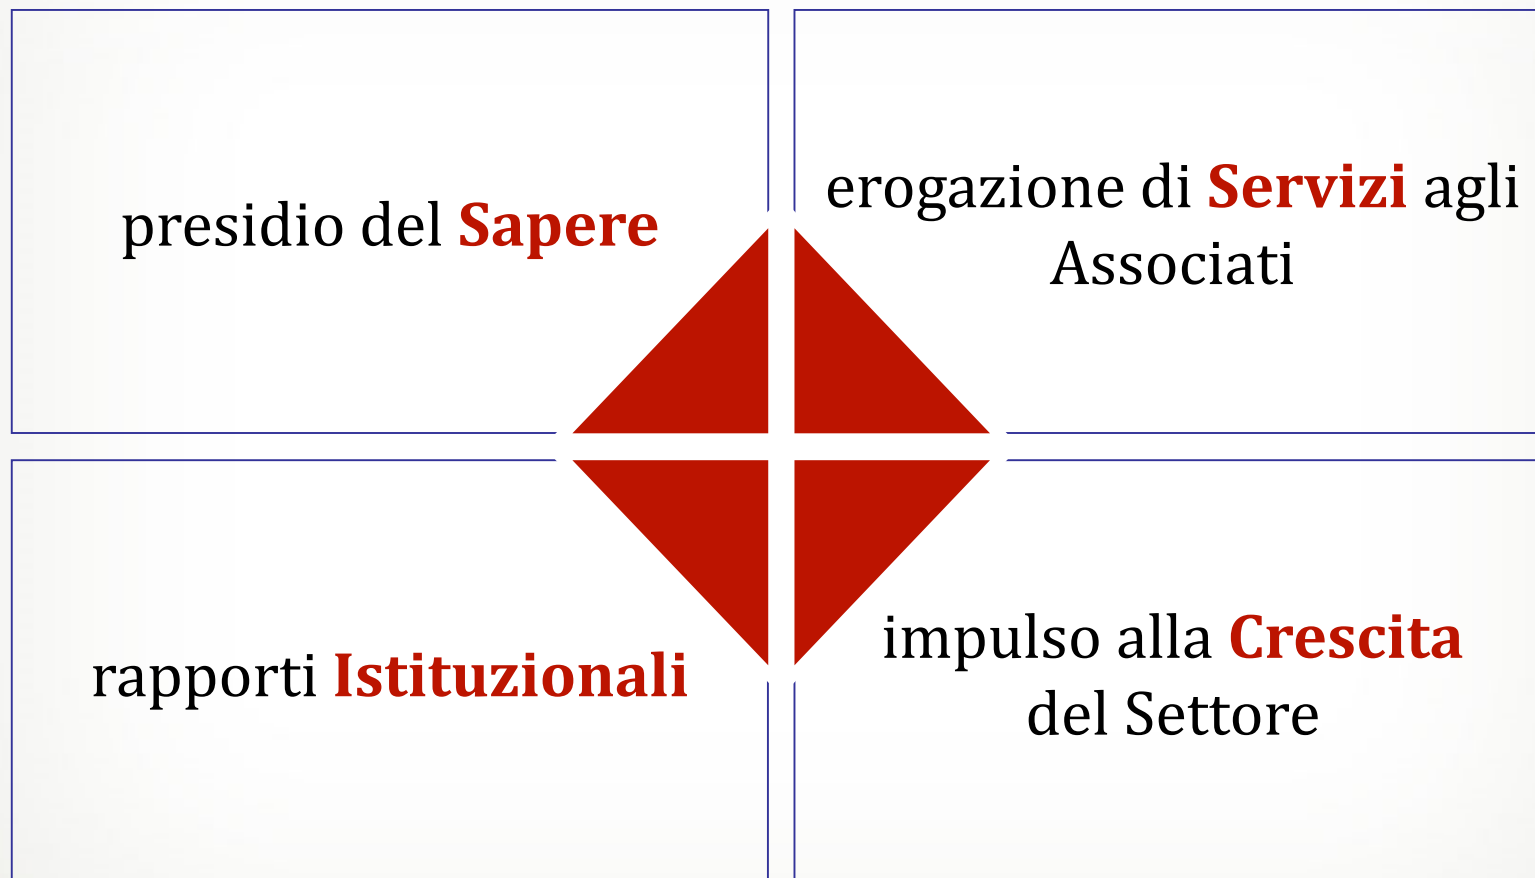 presidio del Sapere
erogazione di Servizi agli
Associati
rapporti Istituzionali
impulso alla Crescita
del Settore